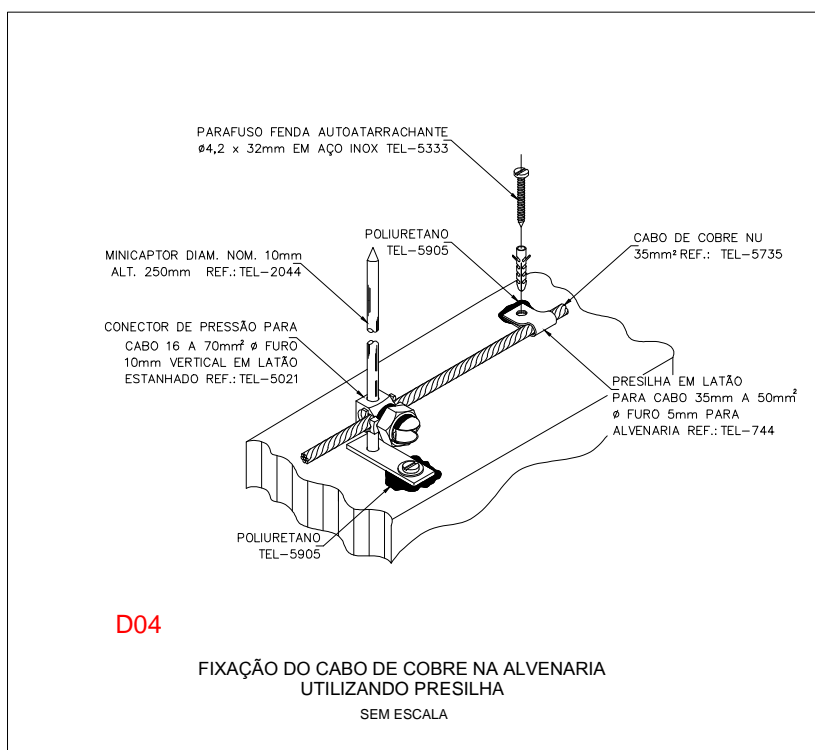 PARAFUSO FENDA AUTOATARRACHANTE
ø4,2 x 32mm EM AÇO INOX TEL-5333
POLIURETANO
TEL-5905
CABO DE COBRE NU
35mm² REF.: TEL-5735
MINICAPTOR DIAM. NOM. 10mm
ALT. 250mm REF.: TEL-2044
CONECTOR DE PRESSÃO PARA
CABO 16 A 70mm² ø FURO
10mm VERTICAL EM LATÃO
ESTANHADO REF.: TEL-5021
PRESILHA EM LATÃO
PARA CABO 35mm A 50mm²
ø FURO 5mm PARA
ALVENARIA REF.: TEL-744
POLIURETANO
TEL-5905
D04
FIXAÇÃO DO CABO DE COBRE NA ALVENARIA
UTILIZANDO PRESILHA
SEM ESCALA